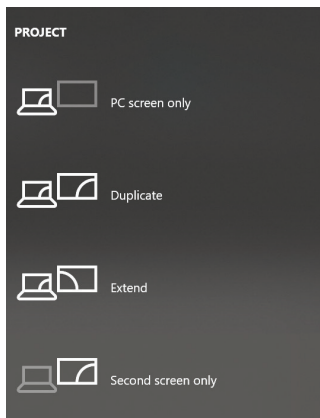 PROJECT
PC screen only
Duplicate
Extend
Second screen only